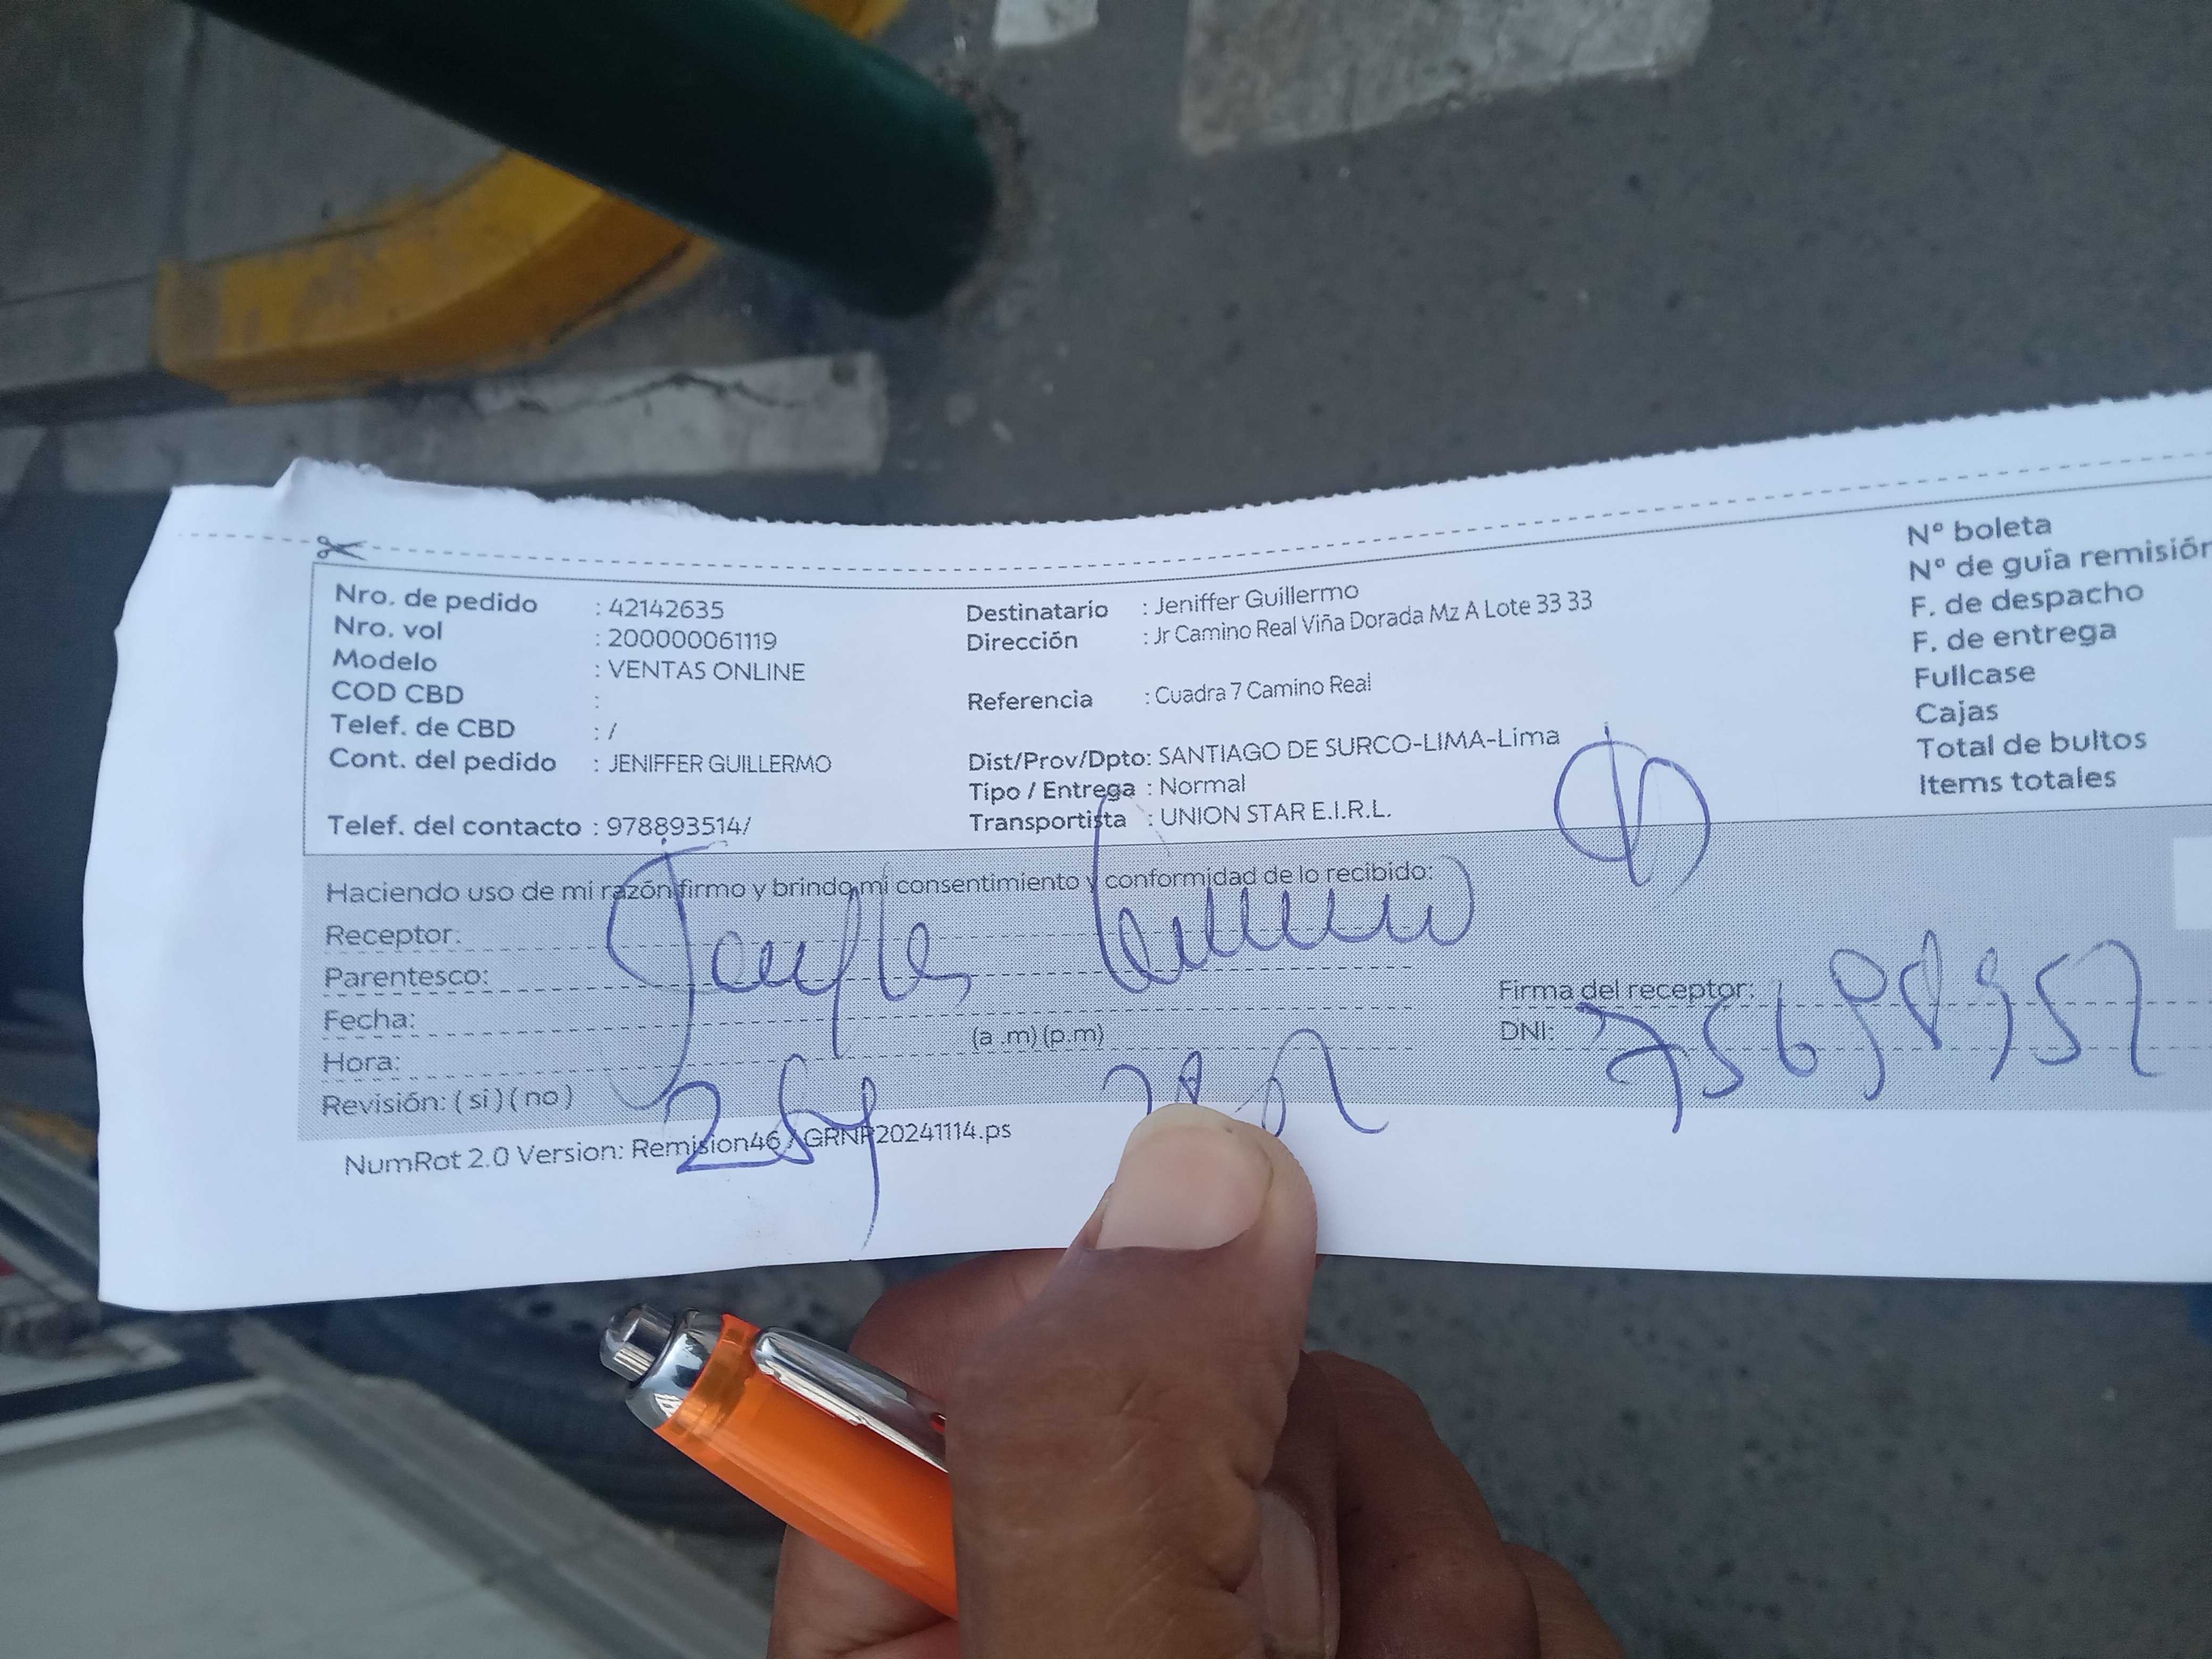 Nro. de pedido : 42142635
Nro. vol : 200000061119
Modelo : VENTAS ONLINE
COD CBD :
Telef. de CBD : /
Cont. del pedido : JENIFFER GUILLERMO
Telef. del contacto : 978893514/
Destinatario : Jeniffer Guillermo
Dirección : Jr Camino Real Viña Dorada Mz A Lote 33 33
Referencia : Cuadra 7 Camino Real
Dist/Prov/Dpto: SANTIAGO DE SURCO-LIMA-Lima
Tipo / Entrega : Normal
Transportista : UNION STAR E.I.R.L.
Nº boleta
Nº de guía remisión
F. de despacho
F. de entrega
Fullcase
Cajas
Total de bultos
Items totales
Haciendo uso de mi razón firmo y brindo mi consentimiento y conformidad de lo recibido:
Receptor:
Parentesco:
Fecha:
Hora: (a .m) (p.m)
Revisión: ( si ) ( no )
Firma del receptor:
DNI:
NumRot 2.0 Version: Remision46 / GRNR20241114.ps